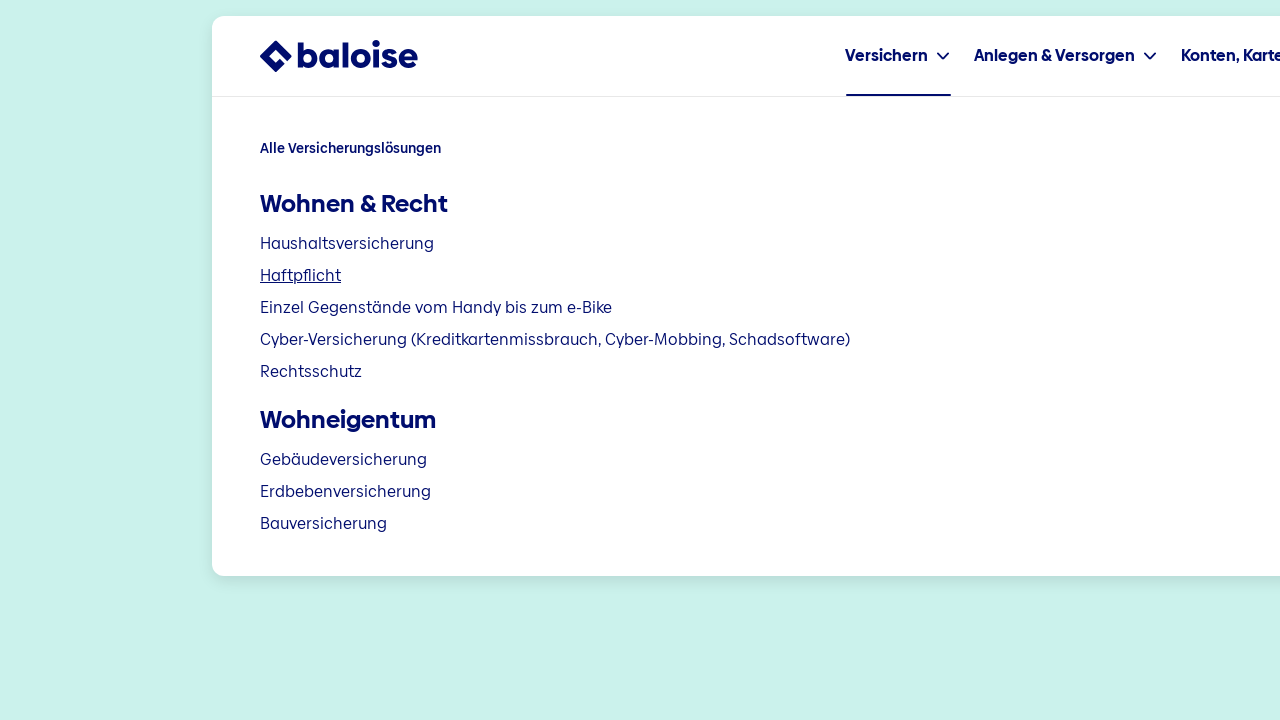 baloise
Versichern
Anlegen & Versorgen
Konten, Karte
Alle Versicherungslösungen
Wohnen & Recht
Haushaltsversicherung
Haftpflicht
Einzel Gegenstände vom Handy bis zum e-Bike
Cyber-Versicherung (Kreditkartenmissbrauch, Cyber-Mobbing, Schadsoftware)
Rechtsschutz
Wohneigentum
Gebäudeversicherung
Erdbebenversicherung
Bauversicherung